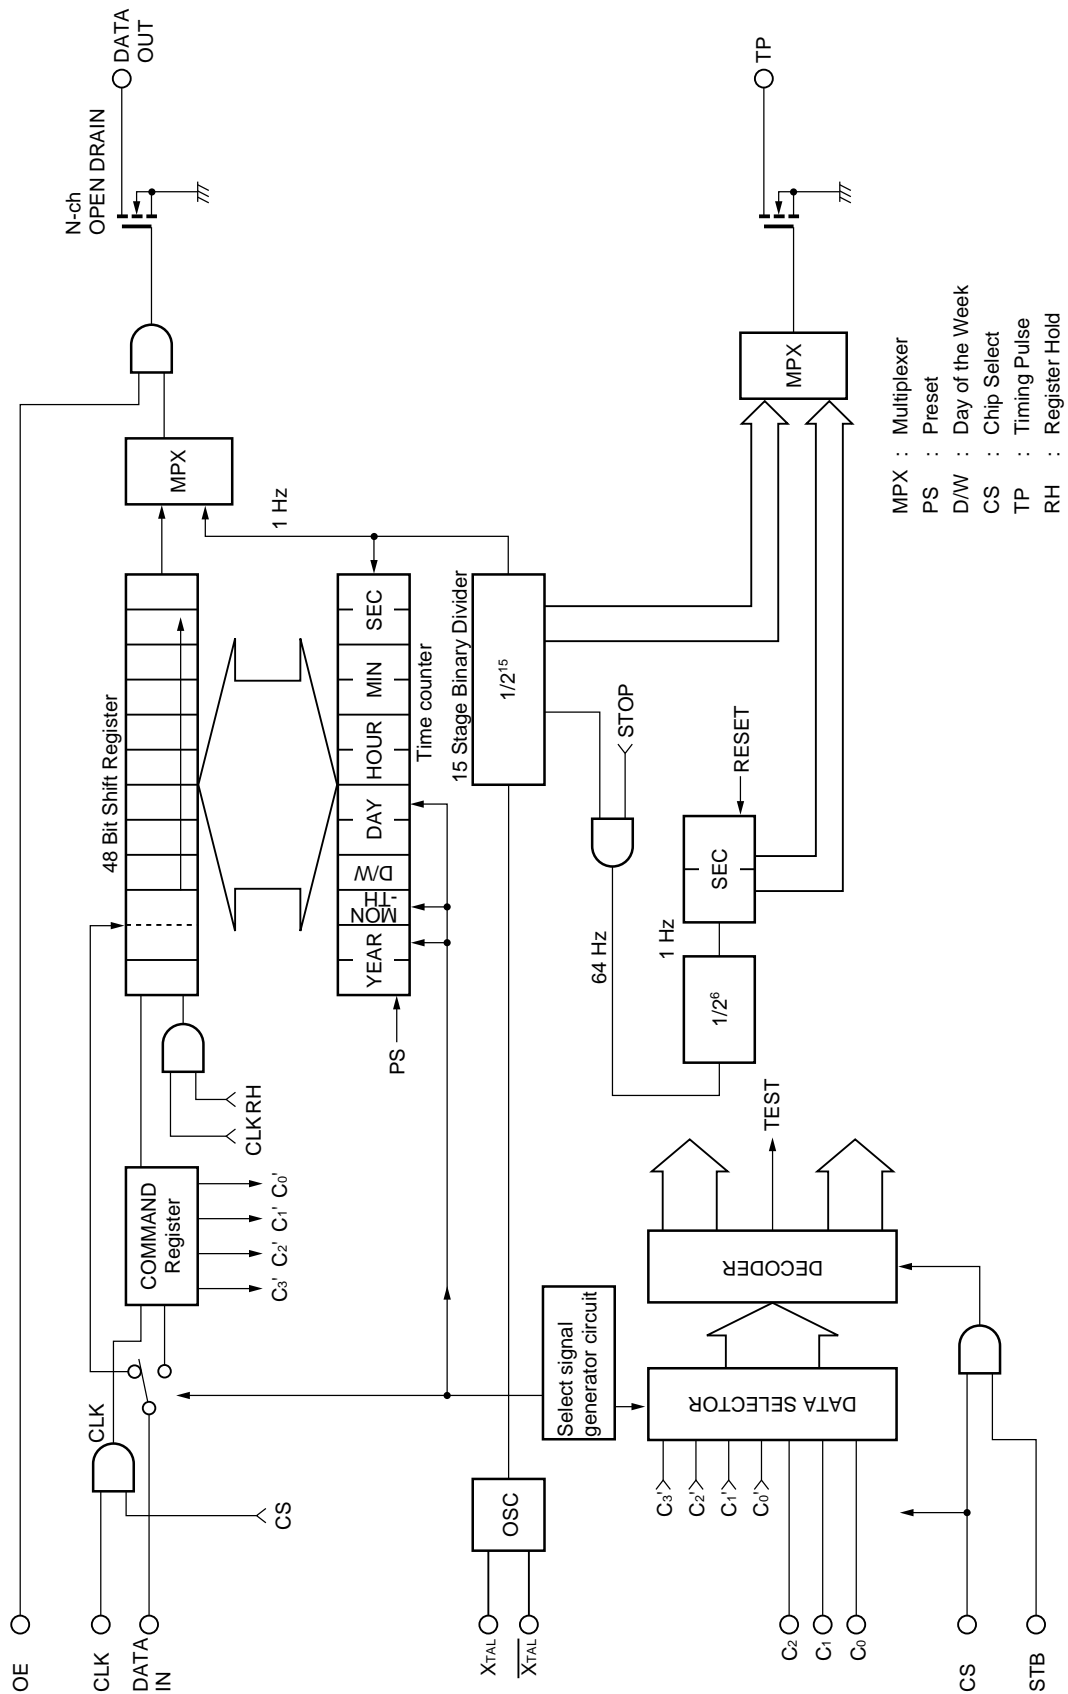 OE
CLK
DATA
IN
CS
CLK
COMMAND
Register
C3' C2' C1' C0'
CLK RH
48 Bit Shift Register
MPX
N-ch
OPEN DRAIN
DATA
OUT
PS
YEAR
MON
-TH
D/W
DAY
HOUR
MIN
SEC
Time counter
1 Hz
XTAL
XTAL
OSC
15 Stage Binary Divider
1/2¹⁵
STOP
64 Hz
1/2⁶
1 Hz
SEC
RESET
Select signal
generator circuit
C3'
C2'
C1'
C0'
C2
C1
C0
DATA SELECTOR
DECODER
TEST
CS
STB
MPX
TP
MPX : Multiplexer
PS : Preset
D/W : Day of the Week
CS : Chip Select
TP : Timing Pulse
RH : Register Hold